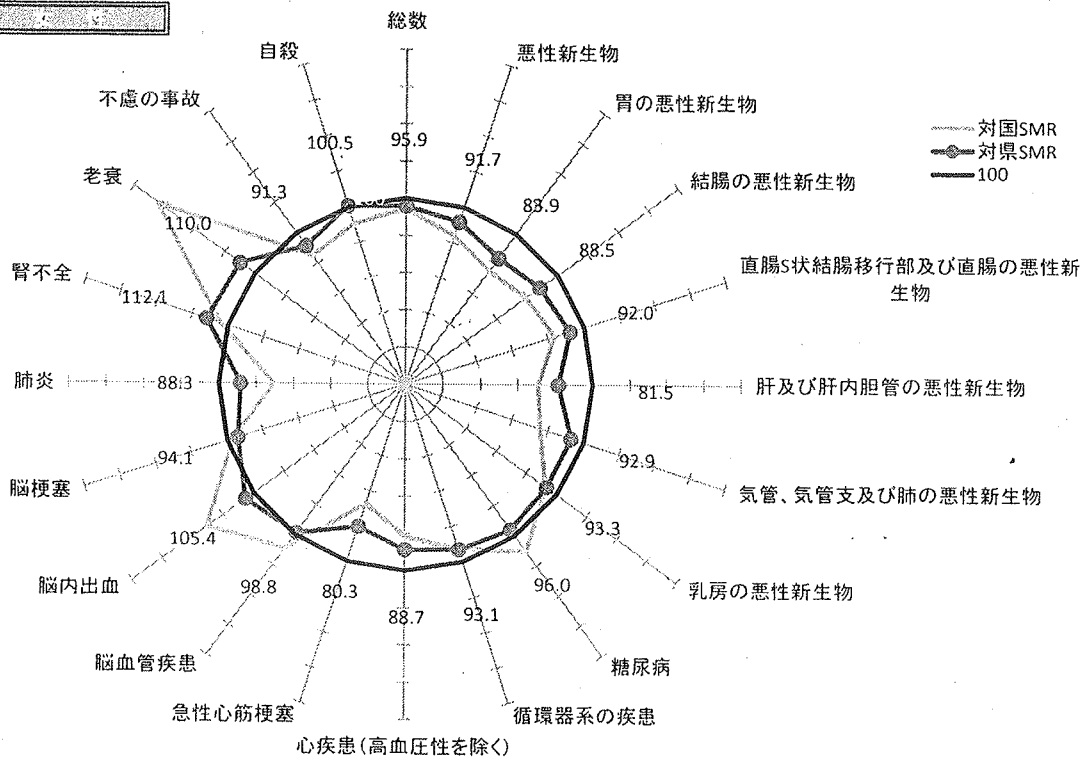 総数
自殺
悪性新生物
不慮の事故
胃の悪性新生物
対国SMR
対県SMR
100
100.5
95.9
91.7
老衰
91.3
83.9
結腸の悪性新生物
110.0
88.5
腎不全
直腸S状結腸移行部及び直腸の悪性新
生物
112.1
92.0
肺炎
88.3
81.5
肝及び肝内胆管の悪性新生物
94.1
92.9
脳梗塞
気管、気管支及び肺の悪性新生物
105.4
93.3
脳内出血
98.8
80.3
88.7
93.1
96.0
乳房の悪性新生物
脳血管疾患
糖尿病
急性心筋梗塞
循環器系の疾患
心疾患(高血圧性を除く)